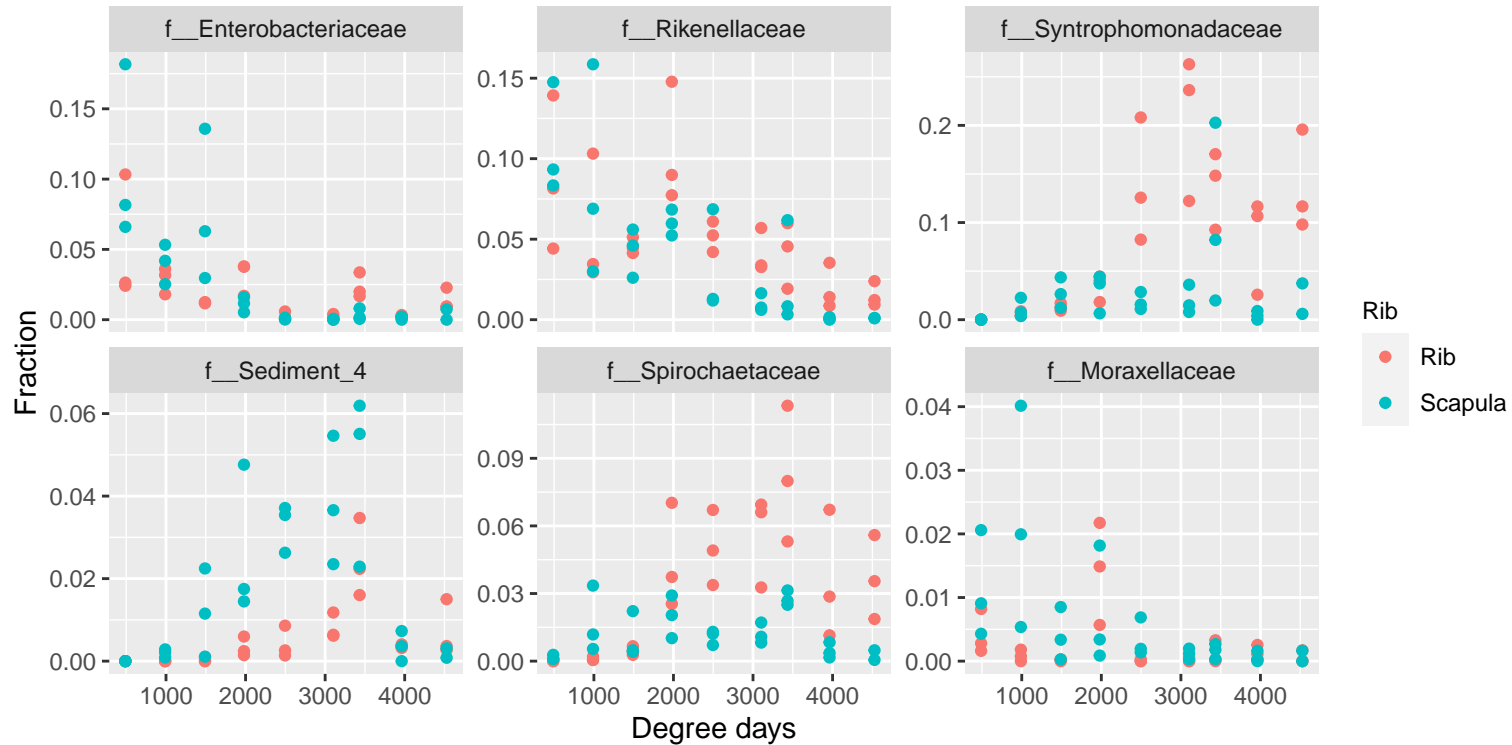 f__Enterobacteriaceae
f__Rikenellaceae
f__Syntrophomonadaceae
0.15
0.10
0.05
0.00
0.15
0.10
0.05
0.00
0.2
0.1
0.0
f__Sediment_4
f__Spirochaetaceae
f__Moraxellaceae
0.06
0.04
0.02
0.00
0.09
0.06
0.03
0.00
0.04
0.03
0.02
0.01
0.00
1000 2000 3000 4000
1000 2000 3000 4000
1000 2000 3000 4000
Degree days
Fraction
Rib
Rib
Scapula